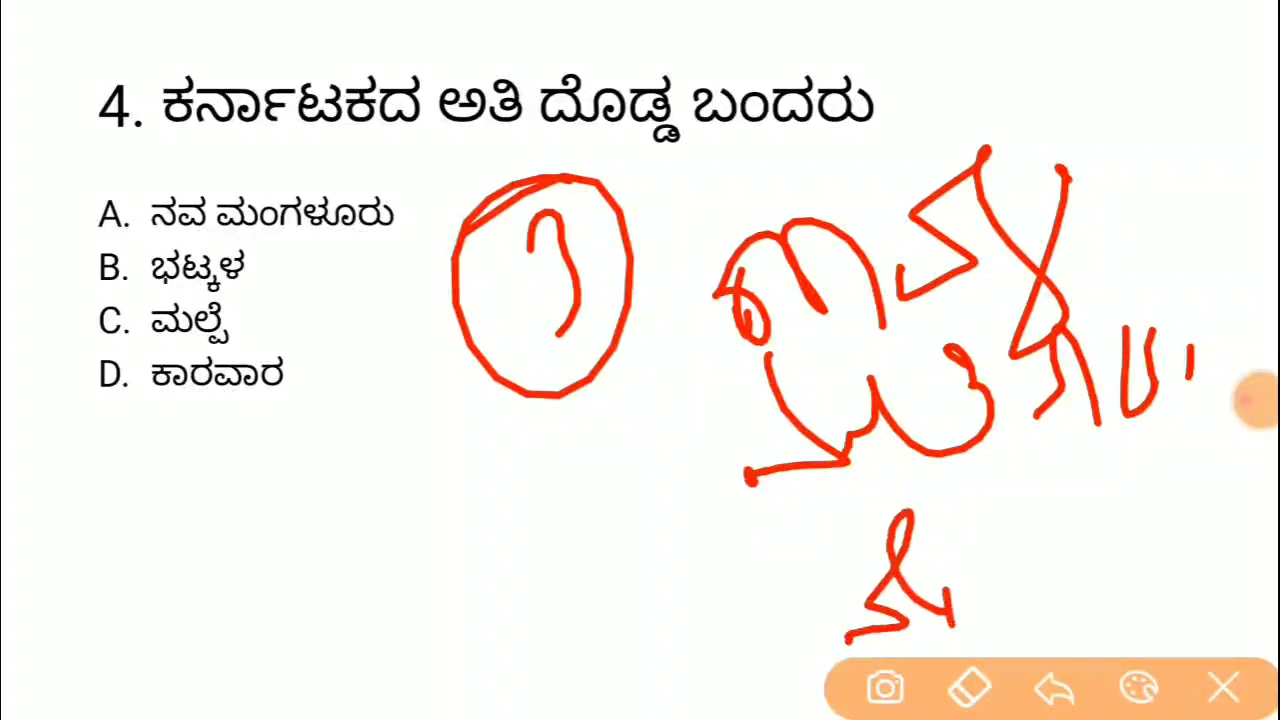 4. ಕರ್ನಾಟಕದ ಅತಿ ದೊಡ್ಡ ಬಂದರು
A. ನವ ಮಂಗಳೂರು
B. ಭಟ್ಕಳ
C. ಮಲ್ಪೆ
D. ಕಾರವಾರ